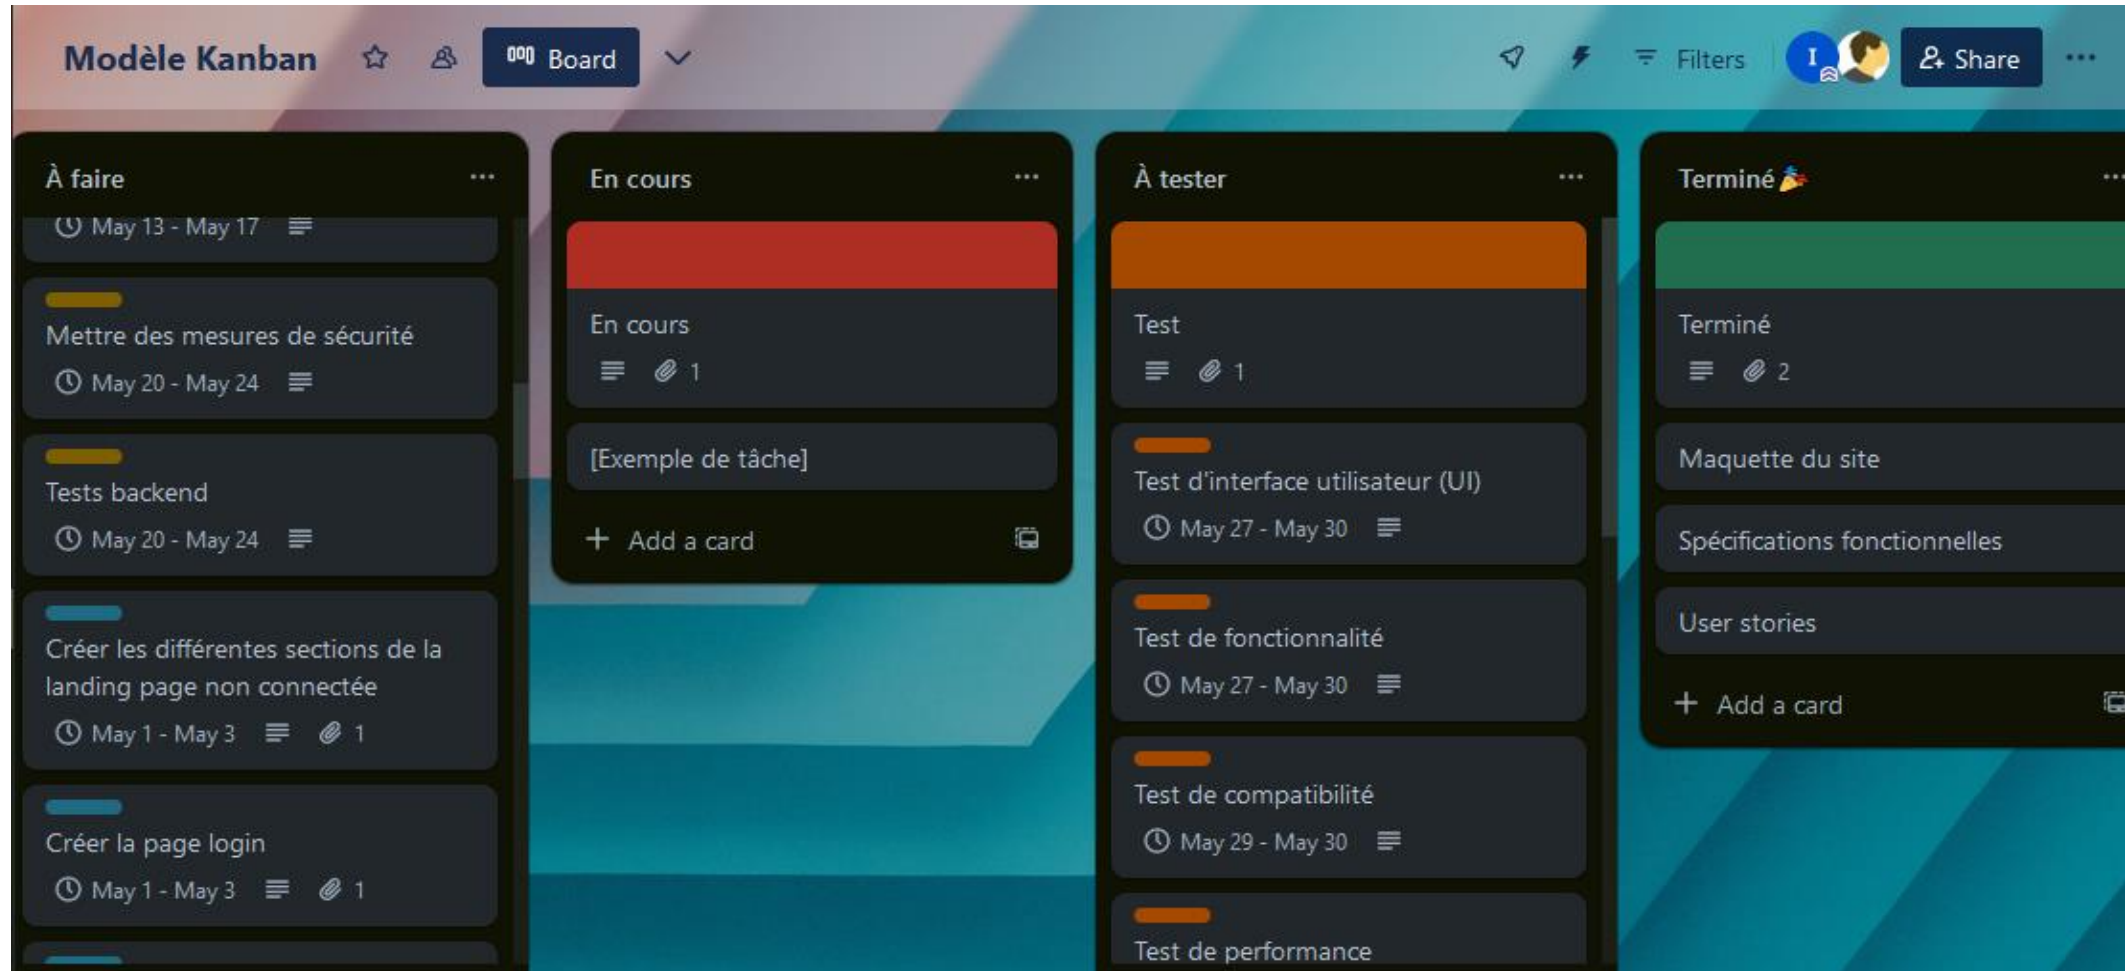 Modèle Kanban
Board
Filters
I
Share
À faire
May 13 - May 17
Mettre des mesures de sécurité
May 20 - May 24
Tests backend
May 20 - May 24
Créer les différentes sections de la
landing page non connectée
May 1 - May 3
1
Créer la page login
May 1 - May 3
1
En cours
En cours
1
[Exemple de tâche]
Add a card
À tester
Test
1
Test d'interface utilisateur (UI)
May 27 - May 30
Test de fonctionnalité
May 27 - May 30
Test de compatibilité
May 29 - May 30
Test de performance
Terminé
Terminé
2
Maquette du site
Spécifications fonctionnelles
User stories
Add a card